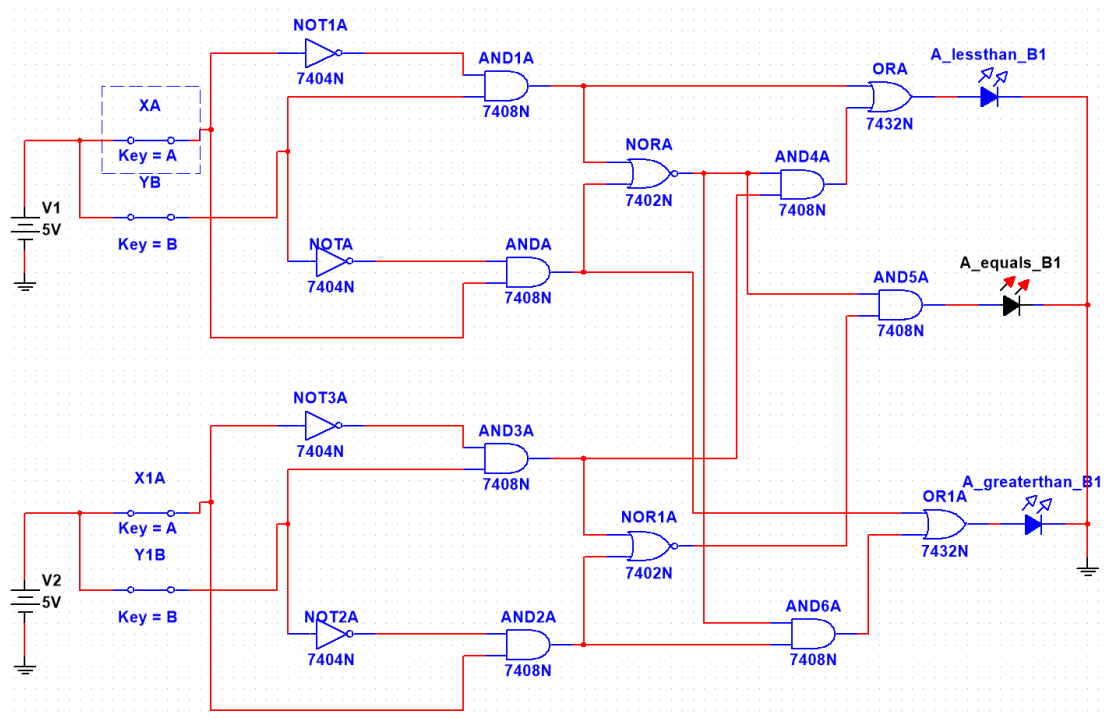 NOT1A
7404N
AND1A
7408N
A_lessthan_B1
ORA
7432N
XA
Key = A
YB
Key = B
V1
5V
NORA
7402N
AND4A
7408N
NOTA
7404N
ANDA
7408N
A_equals_B1
AND5A
7408N
NOT3A
7404N
AND3A
7408N
X1A
Key = A
Y1B
Key = B
V2
5V
NOR1A
7402N
A_greaterthan_B1
OR1A
7432N
NOT2A
7404N
AND2A
7408N
AND6A
7408N